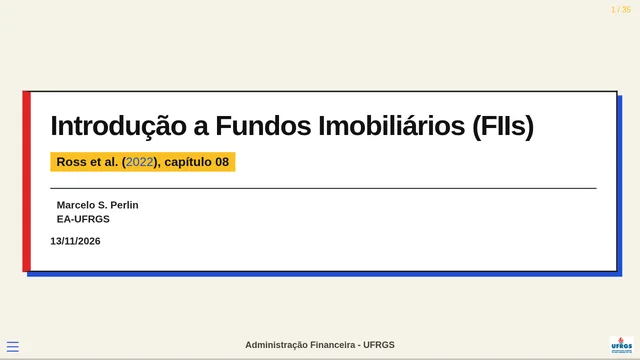 1 / 35
Introdução a Fundos Imobiliários (FIIs)
Ross et al. (2022), capítulo 08
Marcelo S. Perlin
EA-UFRGS
13/11/2026
Administração Financeira - UFRGS
UFRGS